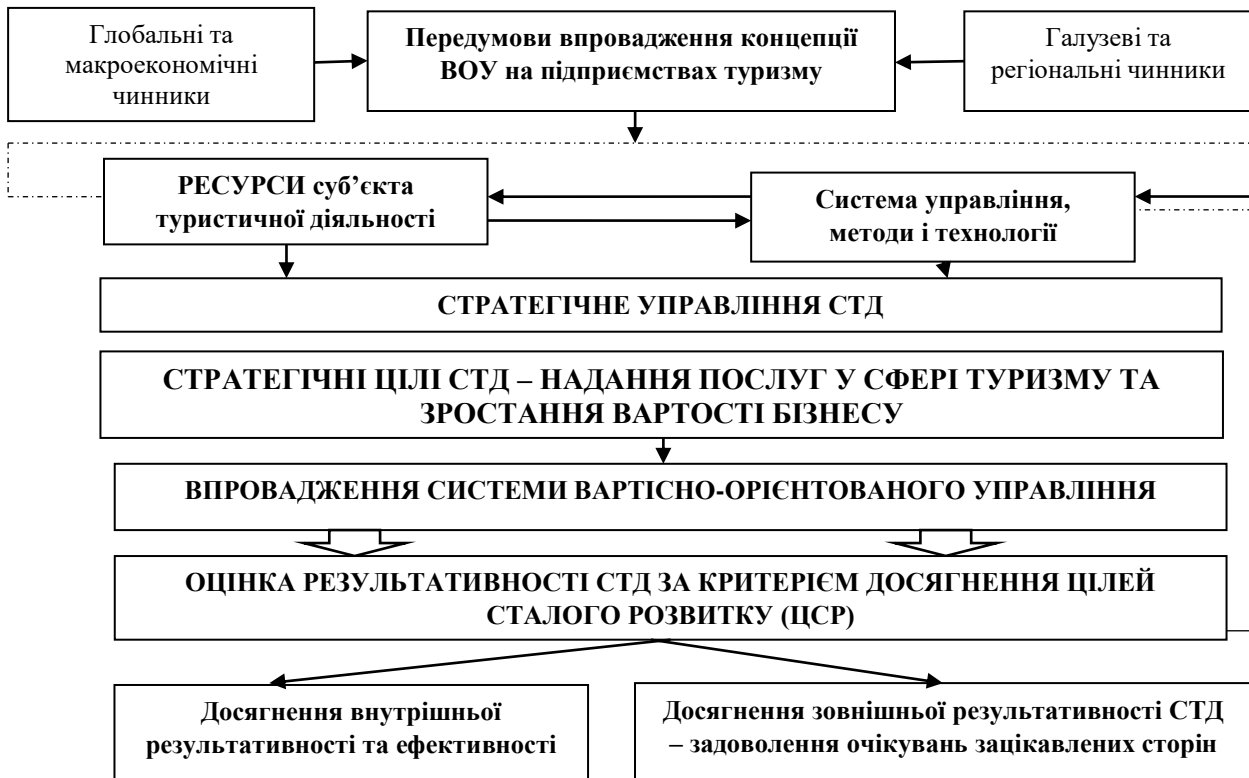 Глобальні та
макроекономічні
чинники
Передумови впровадження концепції
ВОУ на підприємствах туризму
Галузеві та
регіональні чинники
РЕСУРСИ суб’єкта
туристичної діяльності
Система управління,
методи і технології
СТРАТЕГІЧНЕ УПРАВЛІННЯ СТД
СТРАТЕГІЧНІ ЦІЛІ СТД – НАДАННЯ ПОСЛУГ У СФЕРІ ТУРИЗМУ ТА
ЗРОСТАННЯ ВАРТОСТІ БІЗНЕСУ
ВПРОВАДЖЕННЯ СИСТЕМИ ВАРТІСНО-ОРІЄНТОВАНОГО УПРАВЛІННЯ
ОЦІНКА РЕЗУЛЬТАТИВНОСТІ СТД ЗА КРИТЕРІЄМ ДОСЯГНЕННЯ ЦІЛЕЙ
СТАЛОГО РОЗВИТКУ (ЦСР)
Досягнення внутрішньої
результативності та ефективності
Досягнення зовнішньої результативності СТД
– задоволення очікувань зацікавлених сторін